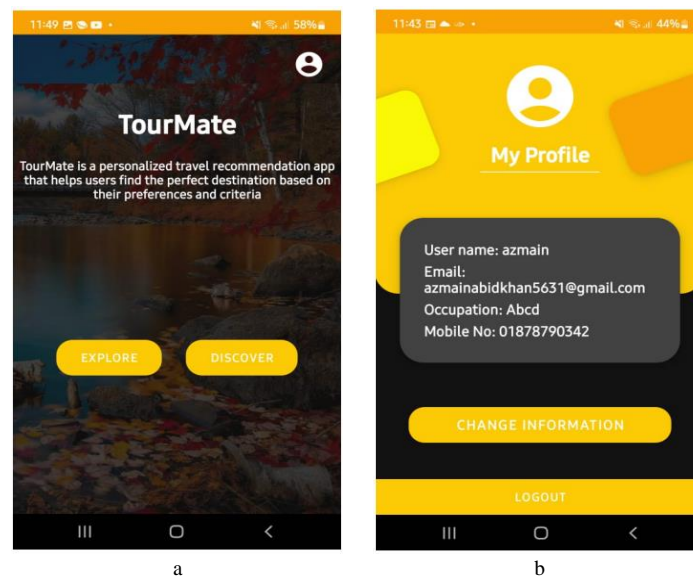 11:49
58%
TourMate
TourMate is a personalized travel recommendation app
that helps users find the perfect destination based on
their preferences and criteria
EXPLORE
DISCOVER
a
11:43
44%
My Profile
User name: azmain
Email:
azmainabidkhan5631@gmail.com
Occupation: Abcd
Mobile No: 01878790342
CHANGE INFORMATION
LOGOUT
b